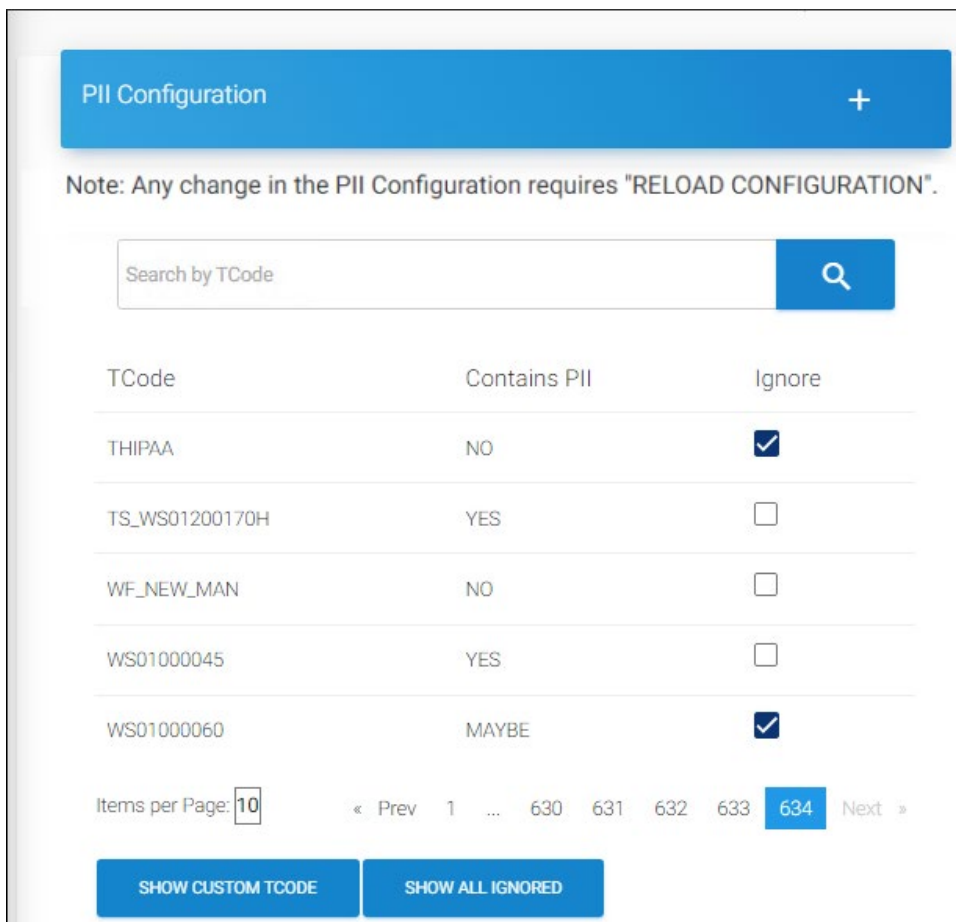 PII Configuration +
Note: Any change in the PII Configuration requires "RELOAD CONFIGURATION".
Search by TCode
TCode Contains PII Ignore
THIPAA NO
TS_WS01200170H YES
WF_NEW_MAN NO
WS01000045 YES
WS01000060 MAYBE
Items per Page: 10 « Prev 1 ... 630 631 632 633 634 Next »
SHOW CUSTOM TCODE SHOW ALL IGNORED